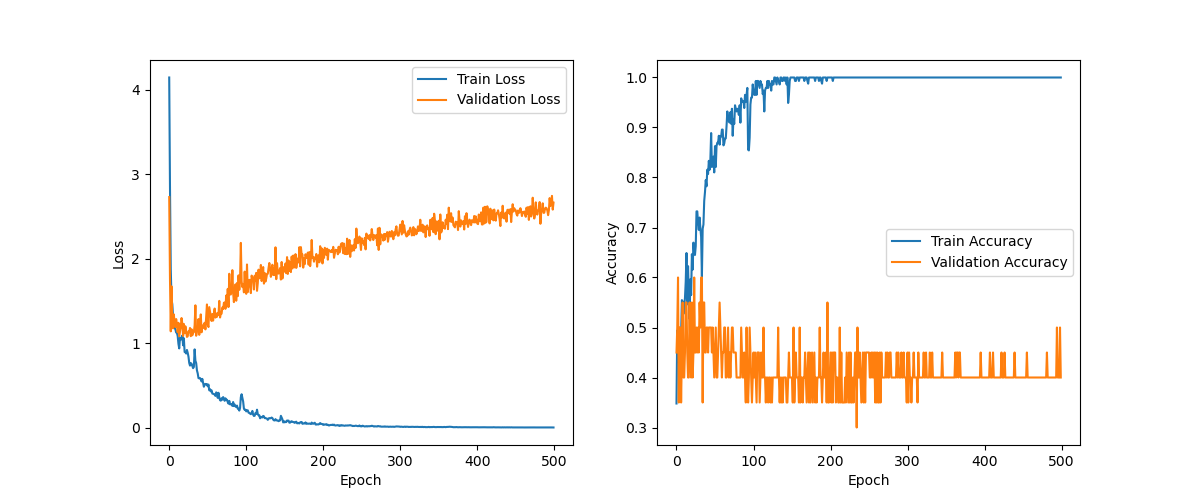 Train Loss
Validation Loss
4
3
2
1
0
Loss
0 100 200 300 400 500
Epoch
Train Accuracy
Validation Accuracy
1.0
0.9
0.8
0.7
0.6
0.5
0.4
0.3
Accuracy
0 100 200 300 400 500
Epoch